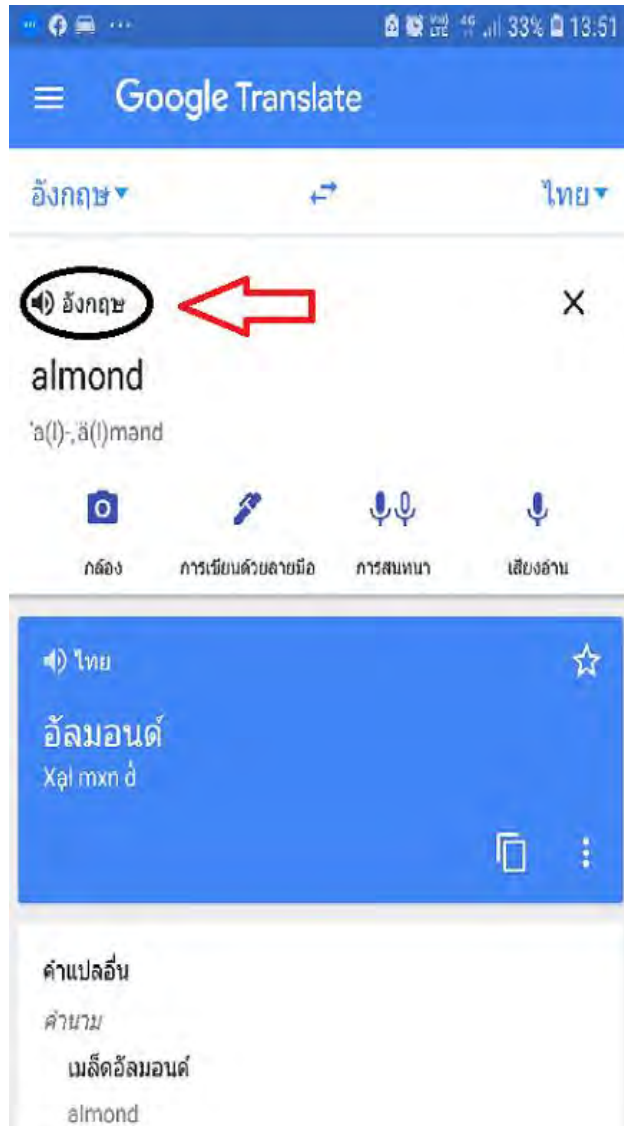 33% 13:51
Google Translate
อังกฤษ ไทย
อังกฤษ
almond
ˈa(l)-,ˈä(l)mənd
กล้อง การเขียนด้วยลายมือ การสนทนา เสียงอ่าน
ไทย
อัลมอนด์
Xạl mxn d̒
คำแปลอื่น
คำนาม
เมล็ดอัลมอนด์
almond